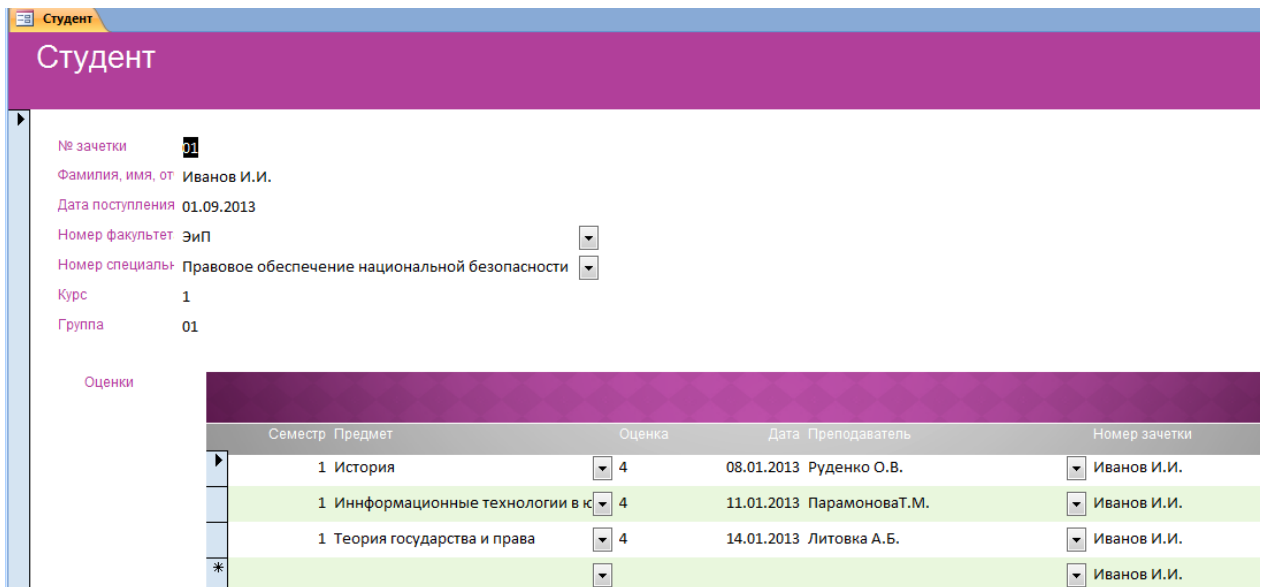 Студент
Студент
№ зачетки 01
Фамилия, имя, от Иванов И.И.
Дата поступления 01.09.2013
Номер факультет ЭиП
Номер специальн Правовое обеспечение национальной безопасности
Курс 1
Группа 01
Оценки
Семестр Предмет Оценка Дата Преподаватель Номер зачетки
1 История 4 08.01.2013 Руденко О.В. Иванов И.И.
1 Иннформационные технологии в ю 4 11.01.2013 ПарамоноваТ.М. Иванов И.И.
1 Теория государства и права 4 14.01.2013 Литовка А.Б. Иванов И.И.
Иванов И.И.